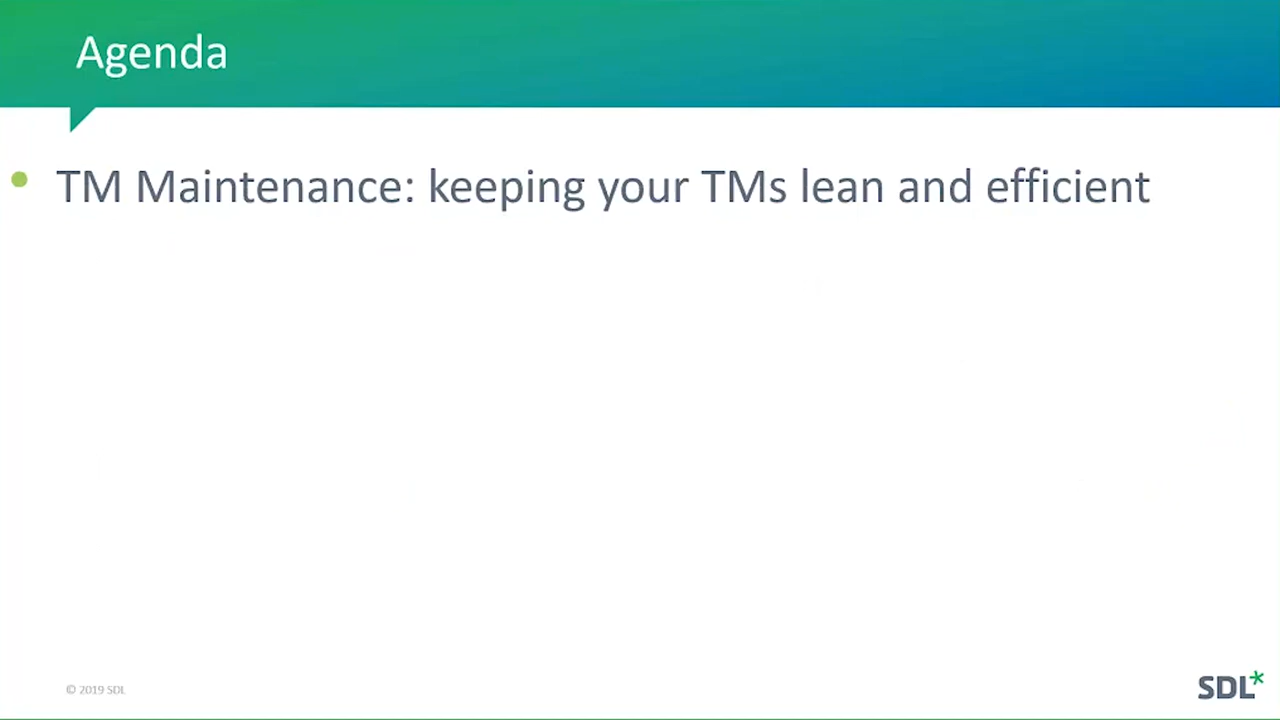 Agenda
• TM Maintenance: keeping your TMs lean and efficient
© 2019 SDL
SDL*